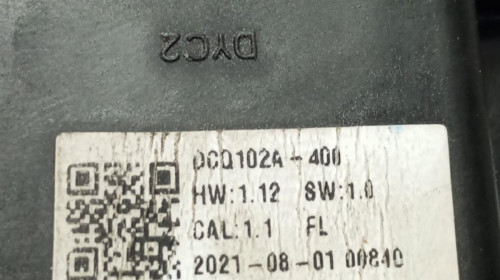 DYC2
DCQ102A-400
HW:1.12 SW:1.0
CAL:1.1 FL
2021-08-01 00840